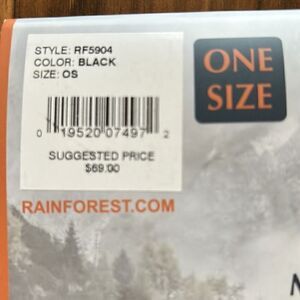 STYLE: RF5904
COLOR: BLACK
SIZE: OS
0 19520 07497 2
SUGGESTED PRICE
$69.00
ONE
SIZE
RAINFOREST.COM